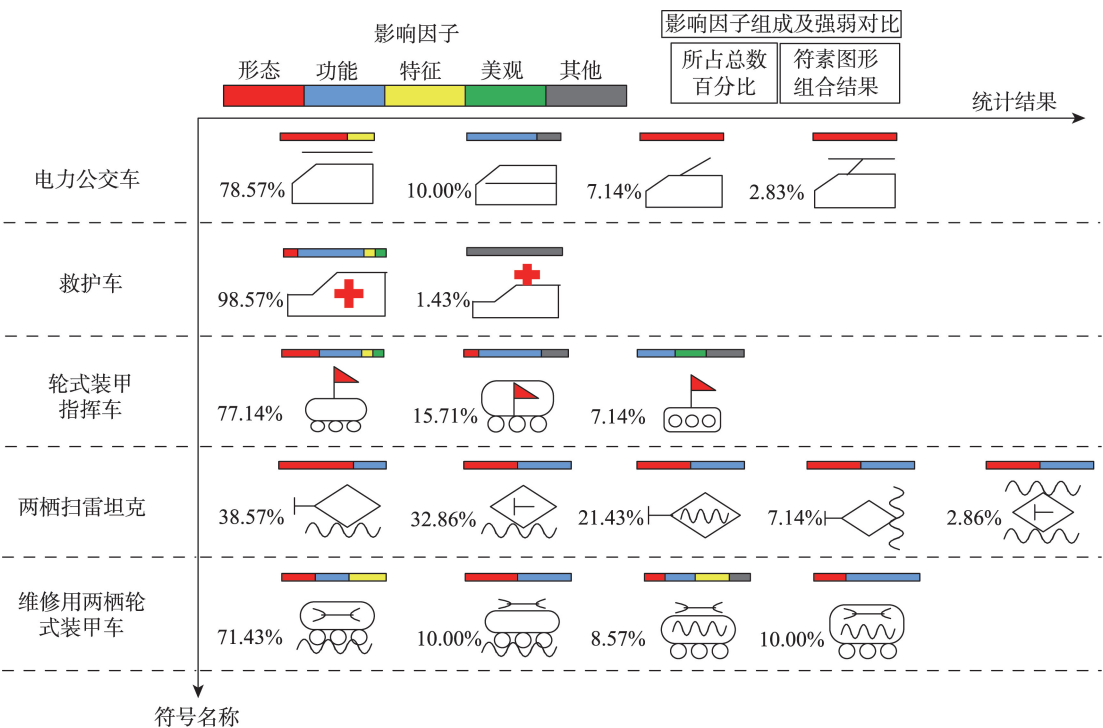 影响因子
形态 功能 特征 美观 其他
影响因子组成及强弱对比
所占总数
百分比
符素图形
组合结果
统计结果
电力公交车
78.57% 10.00% 7.14% 2.83%
救护车
98.57% 1.43%
轮式装甲
指挥车
77.14% 15.71% 7.14%
两栖扫雷坦克
38.57% 32.86% 21.43% 7.14% 2.86%
维修用两栖轮
式装甲车
71.43% 10.00% 8.57% 10.00%
符号名称